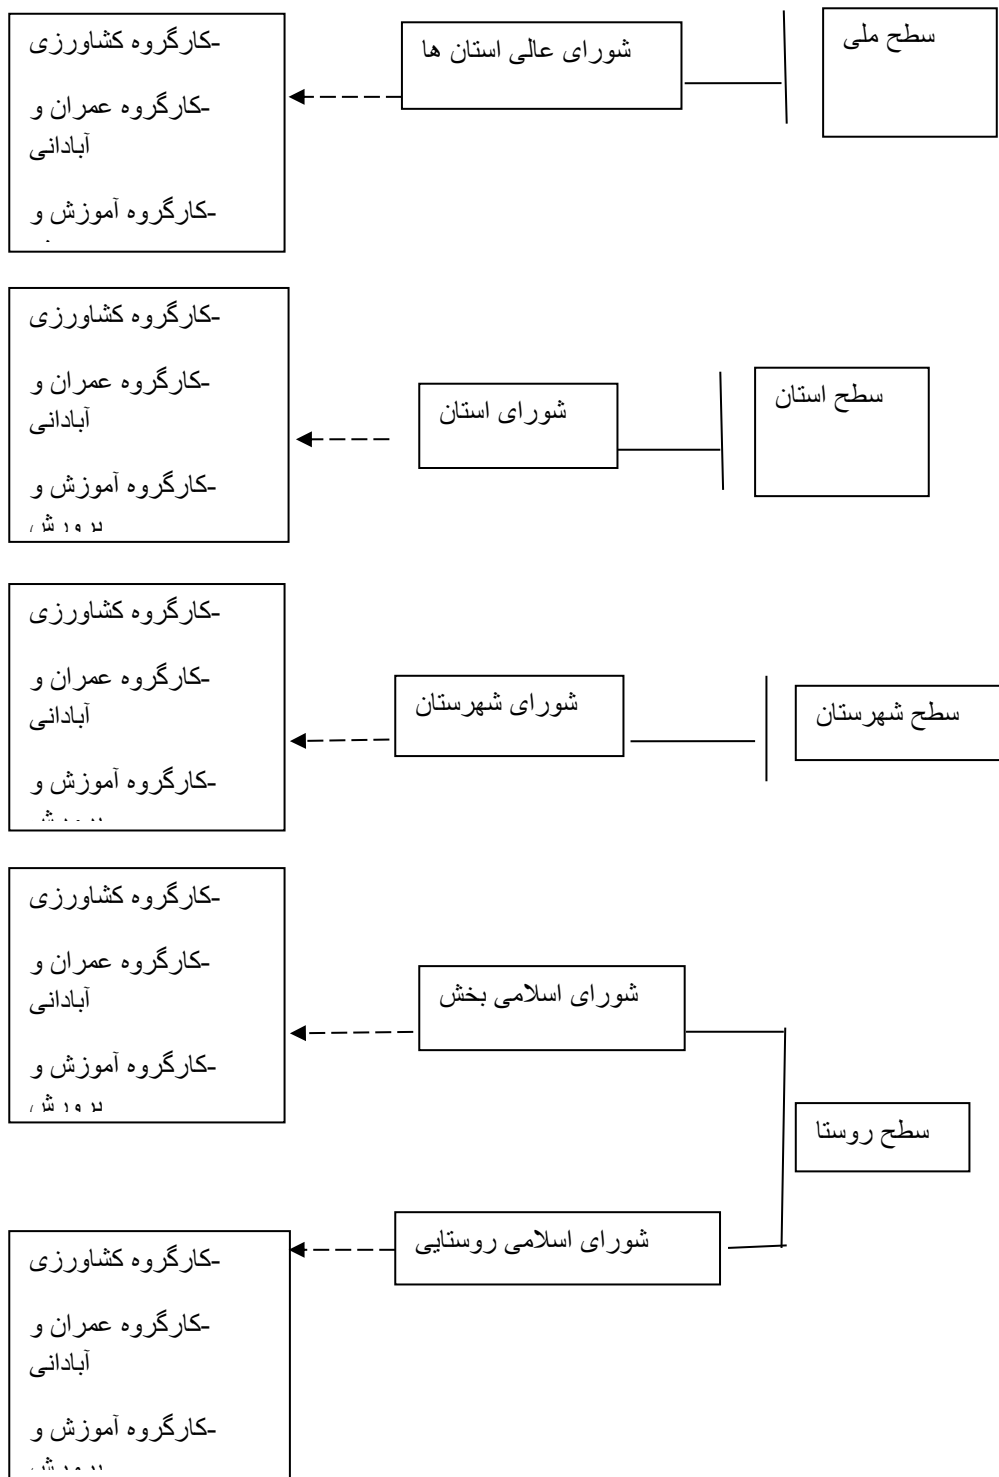 سطح ملی
شورای عالی استان ها
-کارگروه کشاورزی
-کارگروه عمران و
آبادانی
-کارگروه آموزش و
سطح استان
شورای استان
-کارگروه کشاورزی
-کارگروه عمران و
آبادانی
-کارگروه آموزش و
پرورش
سطح شهرستان
شورای شهرستان
-کارگروه کشاورزی
-کارگروه عمران و
آبادانی
-کارگروه آموزش و
سطح روستا
شورای اسلامی بخش
-کارگروه کشاورزی
-کارگروه عمران و
آبادانی
-کارگروه آموزش و
پرورش
شورای اسلامی روستایی
-کارگروه کشاورزی
-کارگروه عمران و
آبادانی
-کارگروه آموزش و